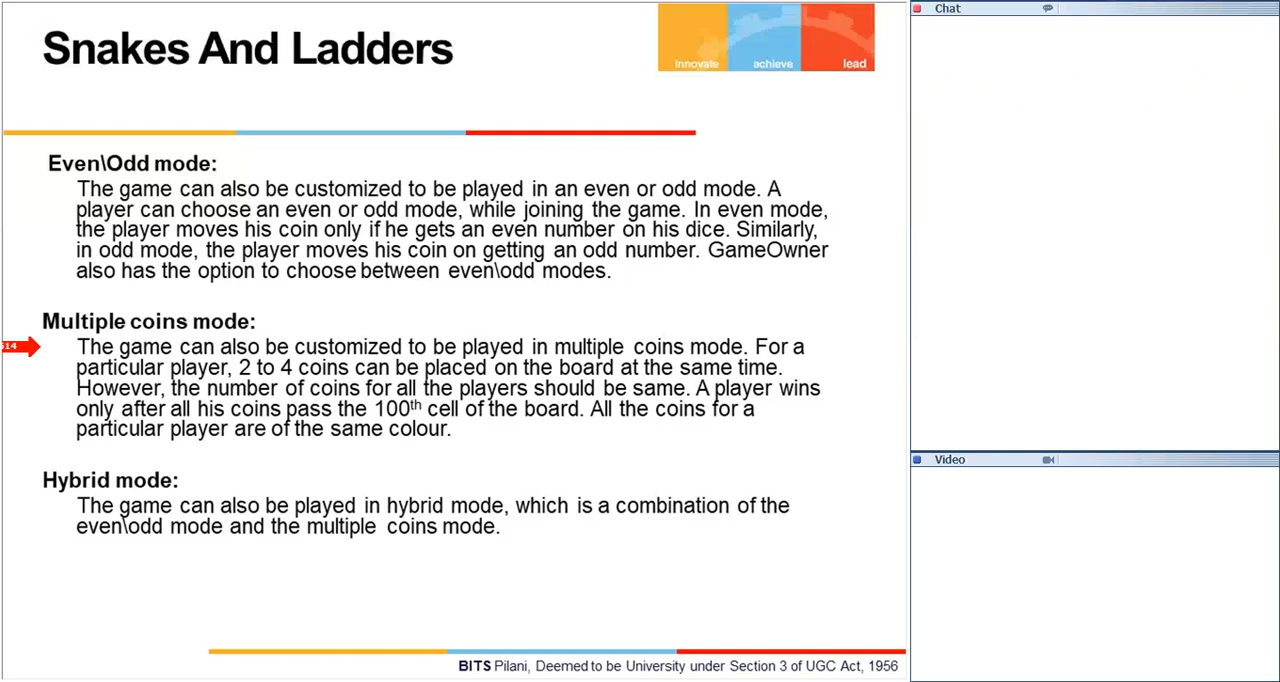 Snakes And Ladders
innovate achieve lead
Chat
Even\Odd mode:
The game can also be customized to be played in an even or odd mode. A
player can choose an even or odd mode, while joining the game. In even mode,
the player moves his coin only if he gets an even number on his dice. Similarly,
in odd mode, the player moves his coin on getting an odd number. GameOwner
also has the option to choose between even\odd modes.
Multiple coins mode:
The game can also be customized to be played in multiple coins mode. For a
particular player, 2 to 4 coins can be placed on the board at the same time.
However, the number of coins for all the players should be same. A player wins
only after all his coins pass the 100th cell of the board. All the coins for a
particular player are of the same colour.
Hybrid mode:
The game can also be played in hybrid mode, which is a combination of the
even\odd mode and the multiple coins mode.
Video
BITS Pilani, Deemed to be University under Section 3 of UGC Act, 1956